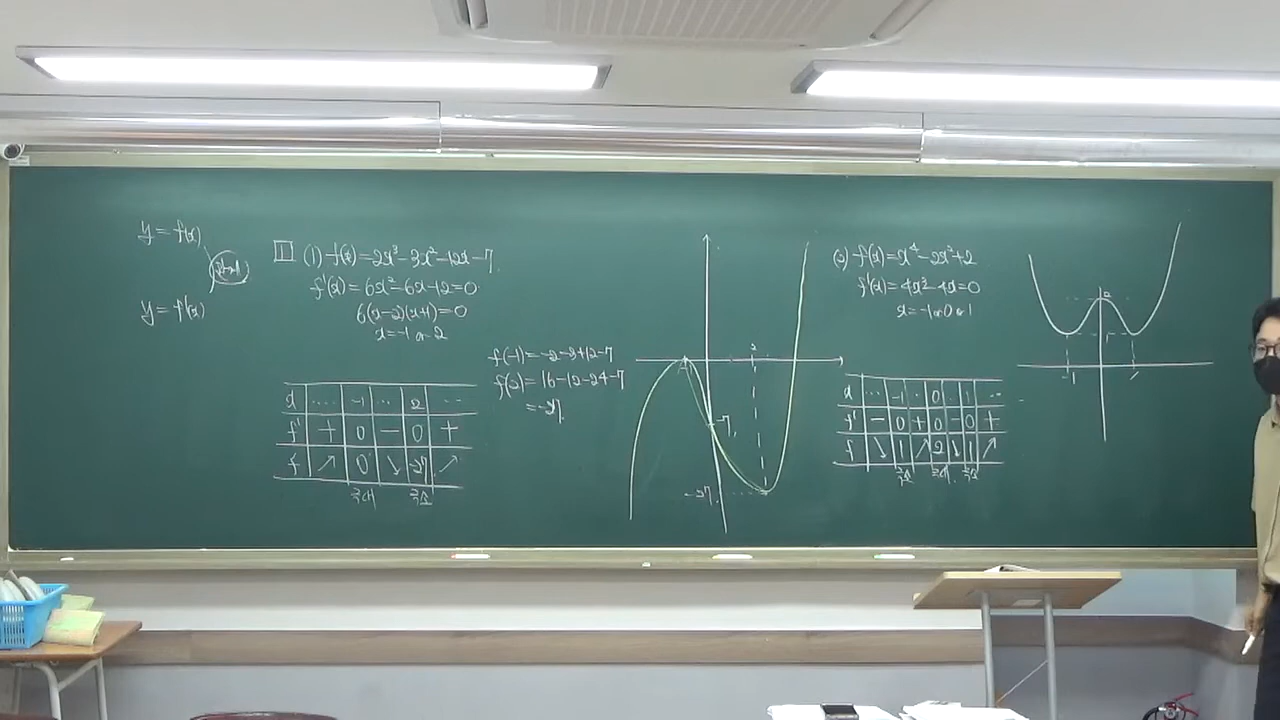 y=f(x)
y=f'(x)
1 (1) f(x)=2x³-3x²-12x-7
f'(x)=6x²-6x-12=0
6(x-2)(x+1)=0
x=-1 or 2
x ... -1 ... 2 ...
f' + 0 - 0 +
f ↗ 0 ↘ -27 ↗
극대 극소
f(-1)=-2-3+12-7
f(2)=16-12-24-7
=-27
2
-1
-7
-27
(2) f(x)=x⁴-2x²+2
f'(x)=4x²-4x=0
x=-1 or 0 or 1
x ... -1 . 0 . 1 ...
f' - 0 + 0 - 0 +
f ↘ 1 ↗ 2 ↘ 1 ↗
극소 극대 극소
2
-1 1